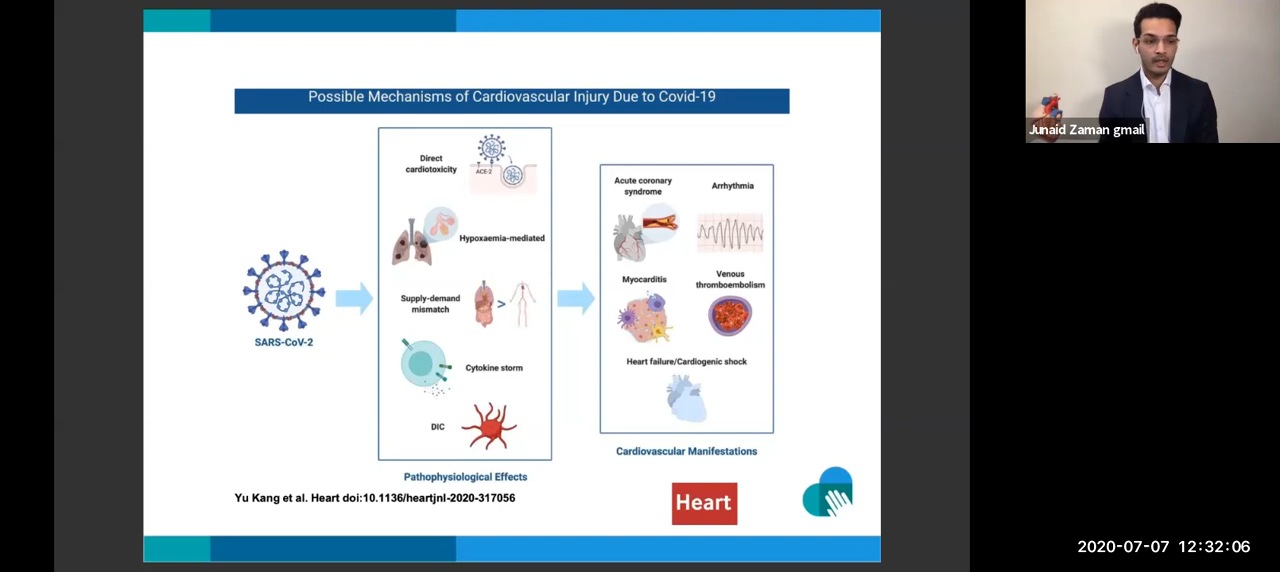 Possible Mechanisms of Cardiovascular Injury Due to Covid-19
Direct
cardiotoxicity
ACE-2
Hypoxaemia-mediated
Supply-demand
mismatch
>
Cytokine storm
DIC
SARS-CoV-2
Pathophysiological Effects
Acute coronary
syndrome
Arrhythmia
Myocarditis
Venous
thromboembolism
Heart failure/Cardiogenic shock
Cardiovascular Manifestations
Yu Kang et al. Heart doi:10.1136/heartjnl-2020-317056
Heart
Junaid Zaman gmail
2020-07-07 12:32:06